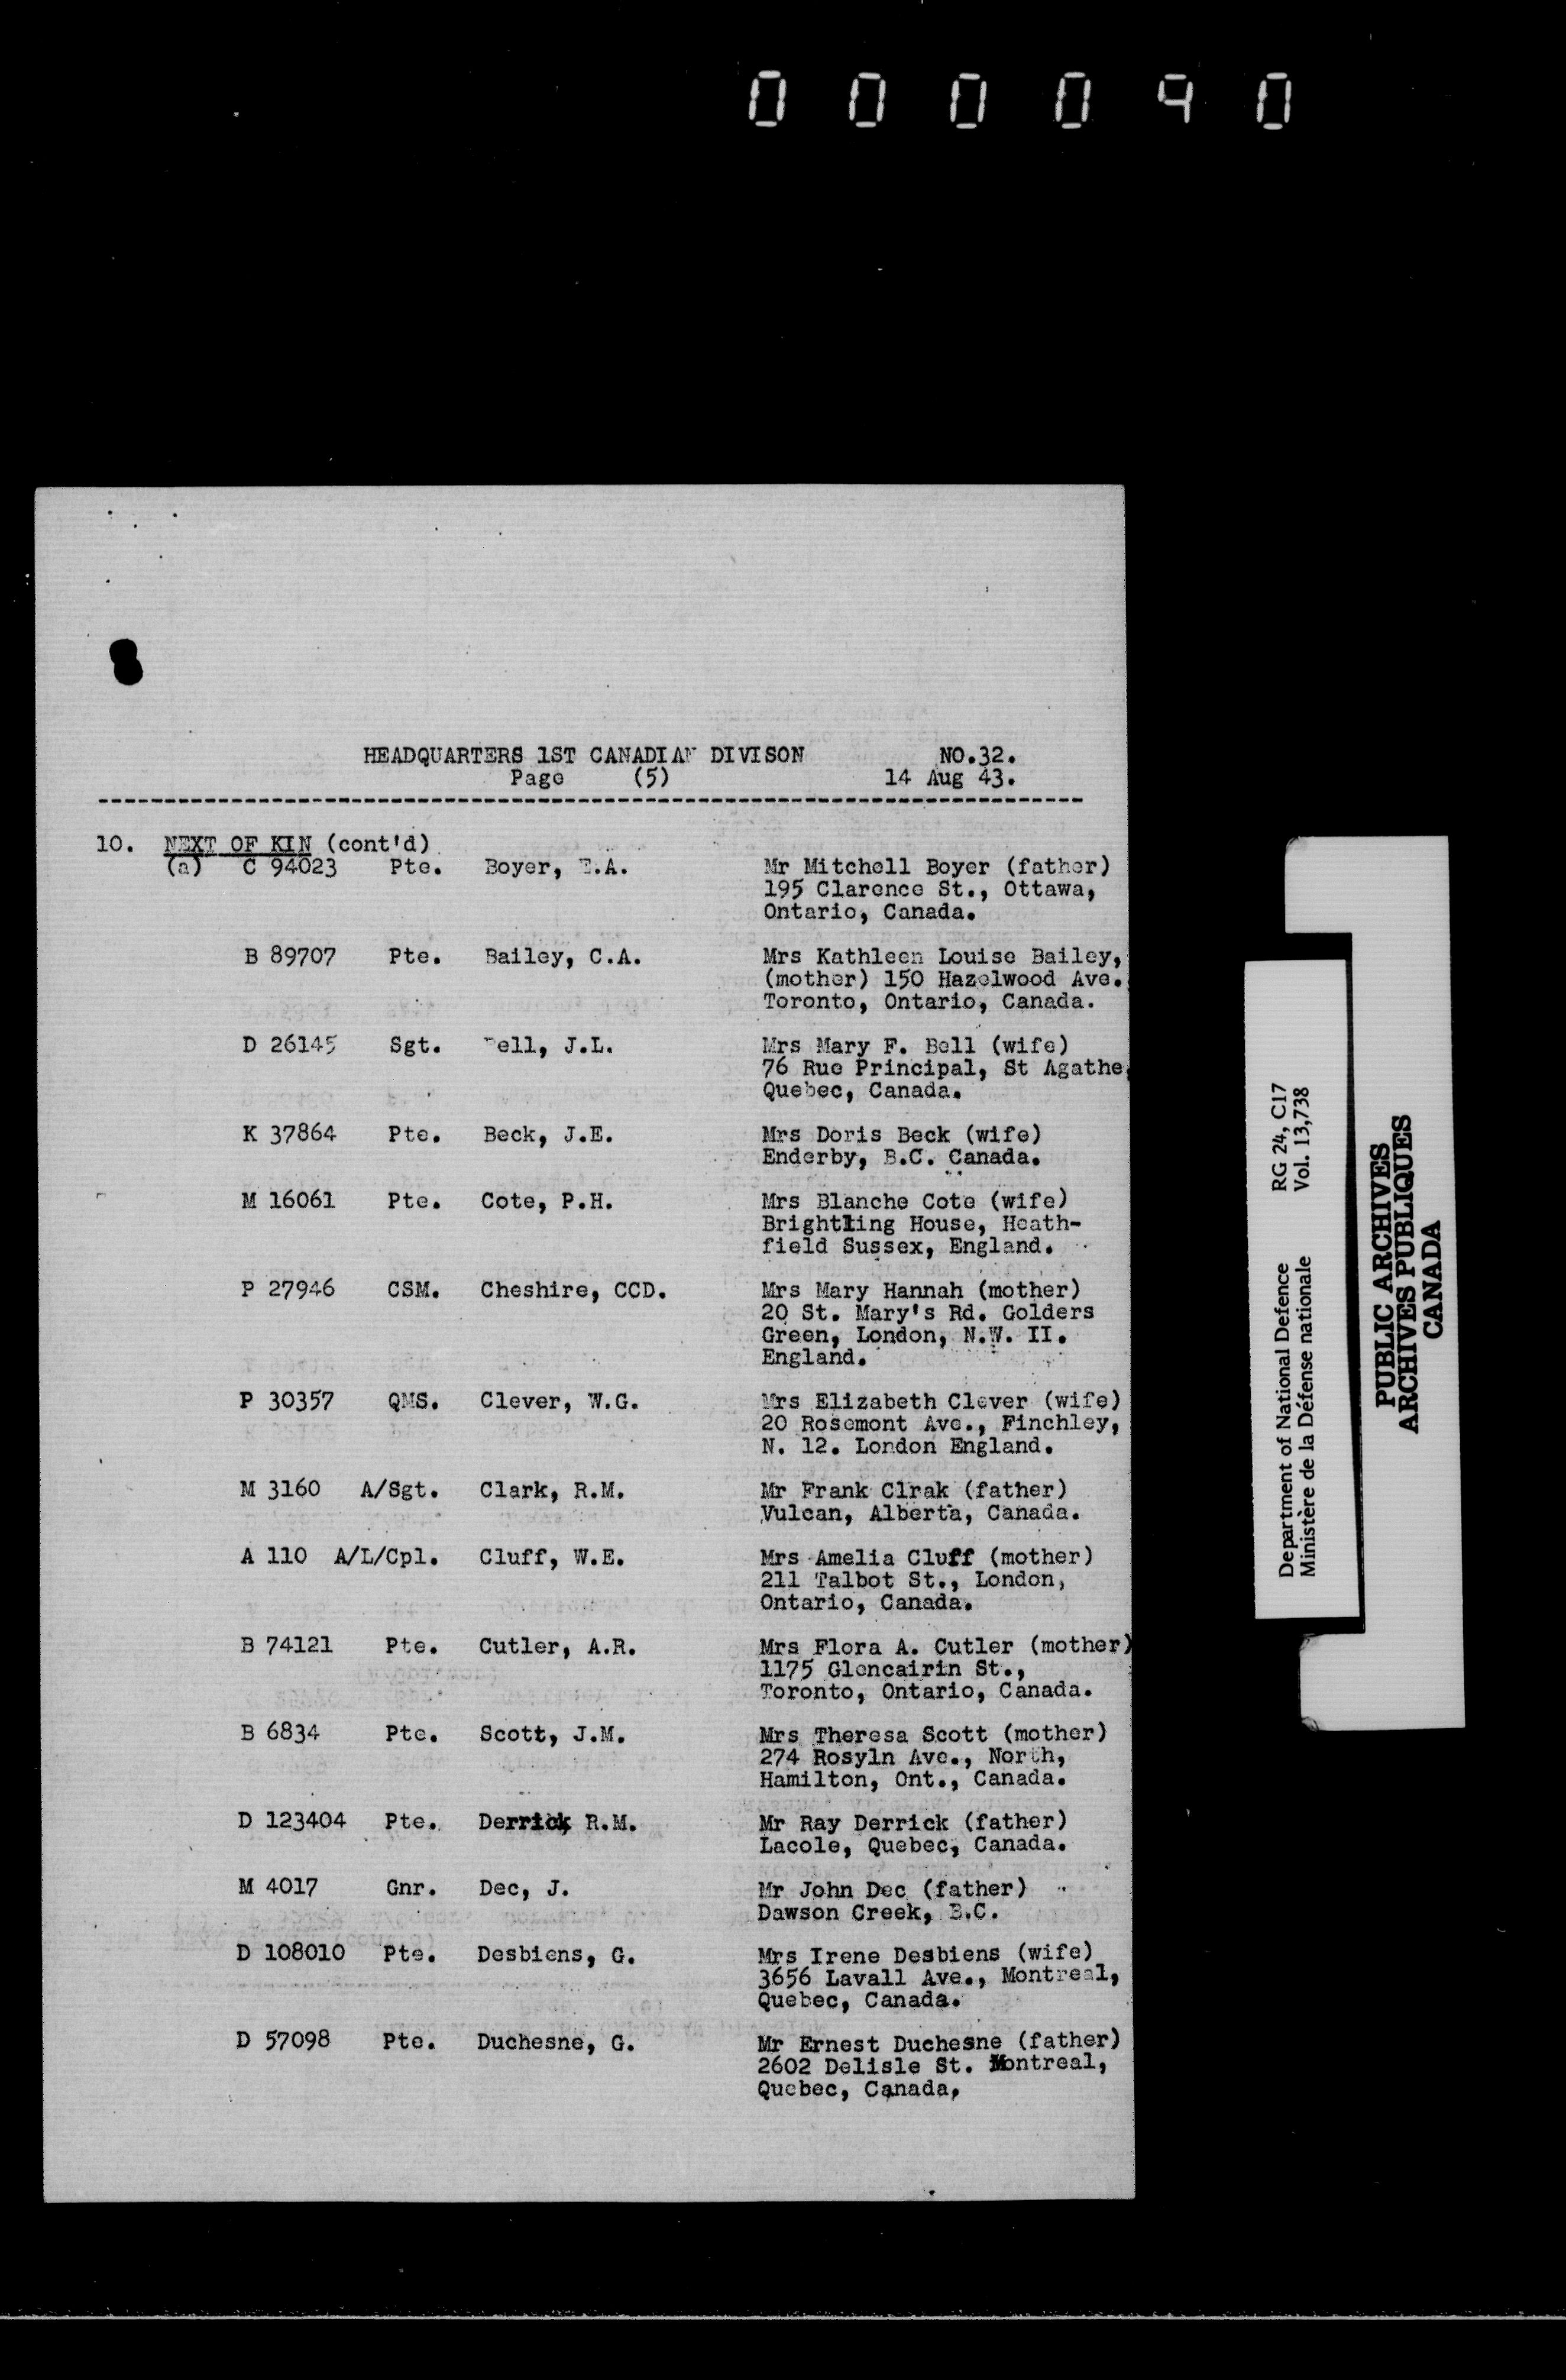 000090
HEADQUARTERS 1ST CANADIAN DIVISON NO.32.
Page (5) 14 Aug 43.
10. NEXT OF KIN (cont'd)
(a) C 94023 Pte. Boyer, E.A. Mr Mitchell Boyer (father)
195 Clarence St., Ottawa,
Ontario, Canada.
B 89707 Pte. Bailey, C.A. Mrs Kathleen Louise Bailey,
(mother) 150 Hazelwood Ave.,
Toronto, Ontario, Canada.
D 26145 Sgt. Bell, J.L. Mrs Mary F. Bell (wife)
76 Rue Principal, St Agathe,
Quebec, Canada.
K 37864 Pte. Beck, J.E. Mrs Doris Beck (wife)
Enderby, B.C. Canada.
M 16061 Pte. Cote, P.H. Mrs Blanche Cote (wife)
Brightling House, Heath-
field Sussex, England.
P 27946 CSM. Cheshire, CCD. Mrs Mary Hannah (mother)
20 St. Mary's Rd. Golders
Green, London, N.W. II.
England.
P 30357 QMS. Clever, W.G. Mrs Elizabeth Clever (wife)
20 Rosemont Ave., Finchley,
N. 12. London England.
M 3160 A/Sgt. Clark, R.M. Mr Frank Clrak (father)
Vulcan, Alberta, Canada.
A 110 A/L/Cpl. Cluff, W.E. Mrs Amelia Cluff (mother)
211 Talbot St., London,
Ontario, Canada.
B 74121 Pte. Cutler, A.R. Mrs Flora A. Cutler (mother)
1175 Glencairin St.,
Toronto, Ontario, Canada.
B 6834 Pte. Scott, J.M. Mrs Theresa Scott (mother)
274 Rosyln Ave., North,
Hamilton, Ont., Canada.
D 123404 Pte. Derrick, R.M. Mr Ray Derrick (father)
Lacole, Quebec, Canada.
M 4017 Gnr. Dec, J. Mr John Dec (father)
Dawson Creek, B.C.
D 108010 Pte. Desbiens, G. Mrs Irene Desbiens (wife)
3656 Lavall Ave., Montreal,
Quebec, Canada.
D 57098 Pte. Duchesne, G. Mr Ernest Duchesne (father)
2602 Delisle St. Montreal,
Quebec, Canada,
Department of National Defence RG 24, C17
Ministère de la Défense nationale Vol. 13,738
PUBLIC ARCHIVES
ARCHIVES PUBLIQUES
CANADA